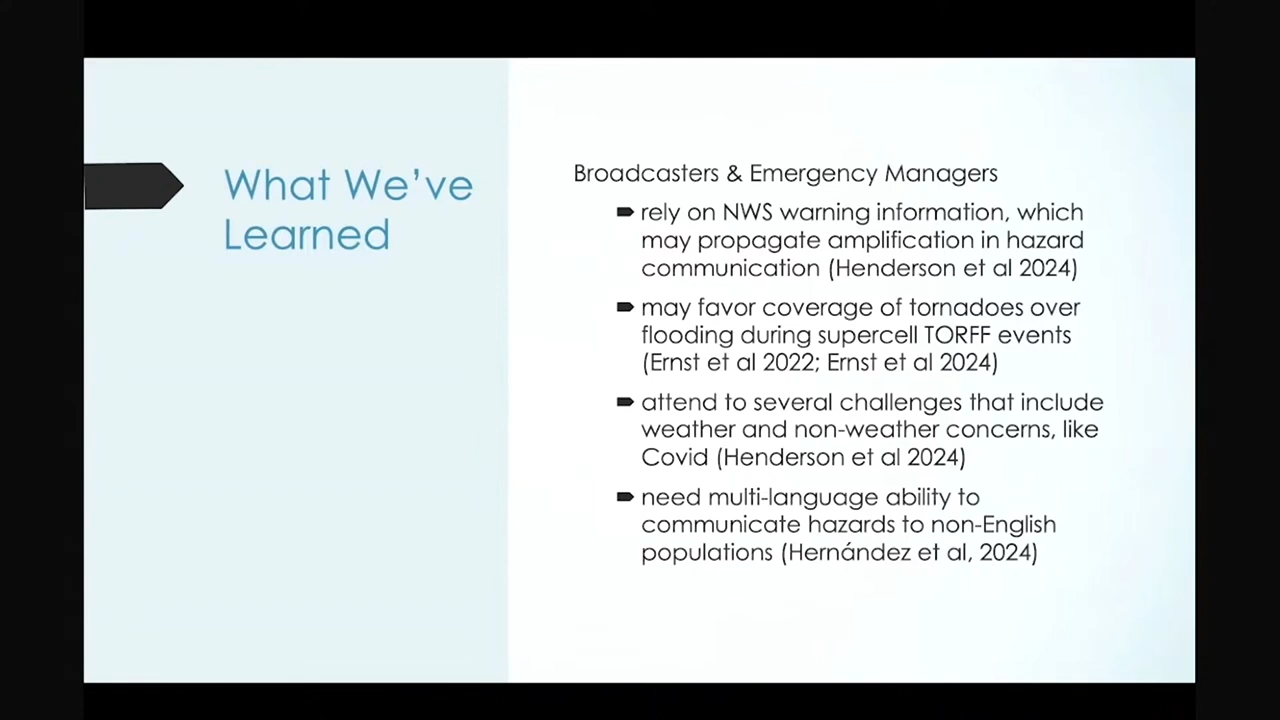 What We've
Learned
Broadcasters & Emergency Managers
rely on NWS warning information, which
may propagate amplification in hazard
communication (Henderson et al 2024)
may favor coverage of tornadoes over
flooding during supercell TORFF events
(Ernst et al 2022; Ernst et al 2024)
attend to several challenges that include
weather and non-weather concerns, like
Covid (Henderson et al 2024)
need multi-language ability to
communicate hazards to non-English
populations (Hernández et al, 2024)